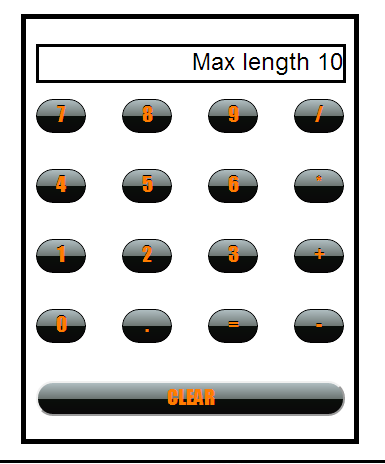 Max length 10
7 8 9 /
4 5 6 *
1 2 3 +
0 . = -
CLEAR